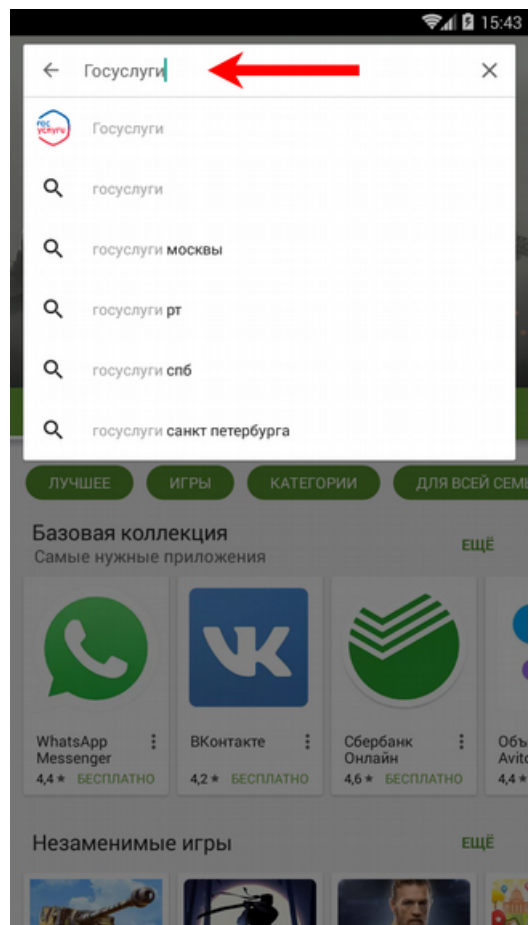 15:43
Госуслуги
гос
услуги
Госуслуги
госуслуги
госуслуги москвы
госуслуги рт
госуслуги спб
госуслуги санкт петербурга
ЛУЧШЕЕ ИГРЫ КАТЕГОРИИ ДЛЯ ВСЕЙ СЕМЬ
Базовая коллекция
Самые нужные приложения
ЕЩЁ
WhatsApp
Messenger
4,4 ★ БЕСПЛАТНО
ВКонтакте
4,2 ★ БЕСПЛАТНО
Сбербанк
Онлайн
4,6 ★ БЕСПЛАТНО
Объ
Avito
4,4 ★
Незаменимые игры
ЕЩЁ